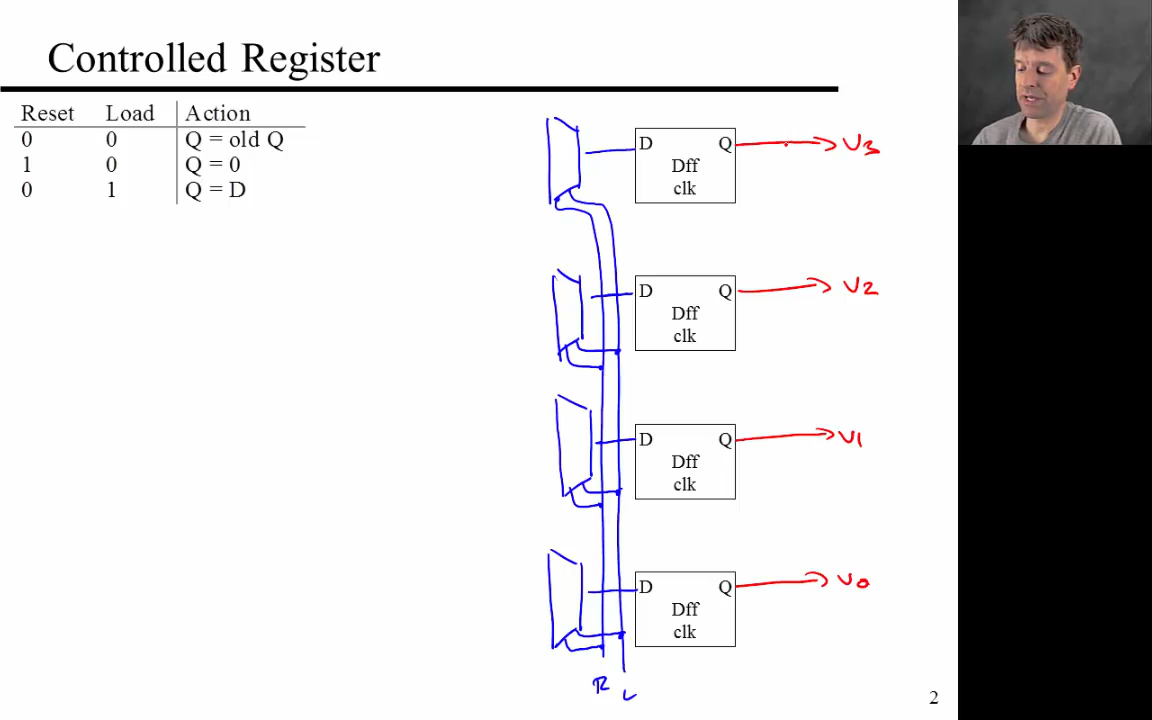 Controlled Register
Reset Load Action
0 0 Q = old Q
1 0 Q = 0
0 1 Q = D
D Q V3
Dff
clk
D Q V2
Dff
clk
D Q V1
Dff
clk
D Q V0
Dff
clk
R L
2